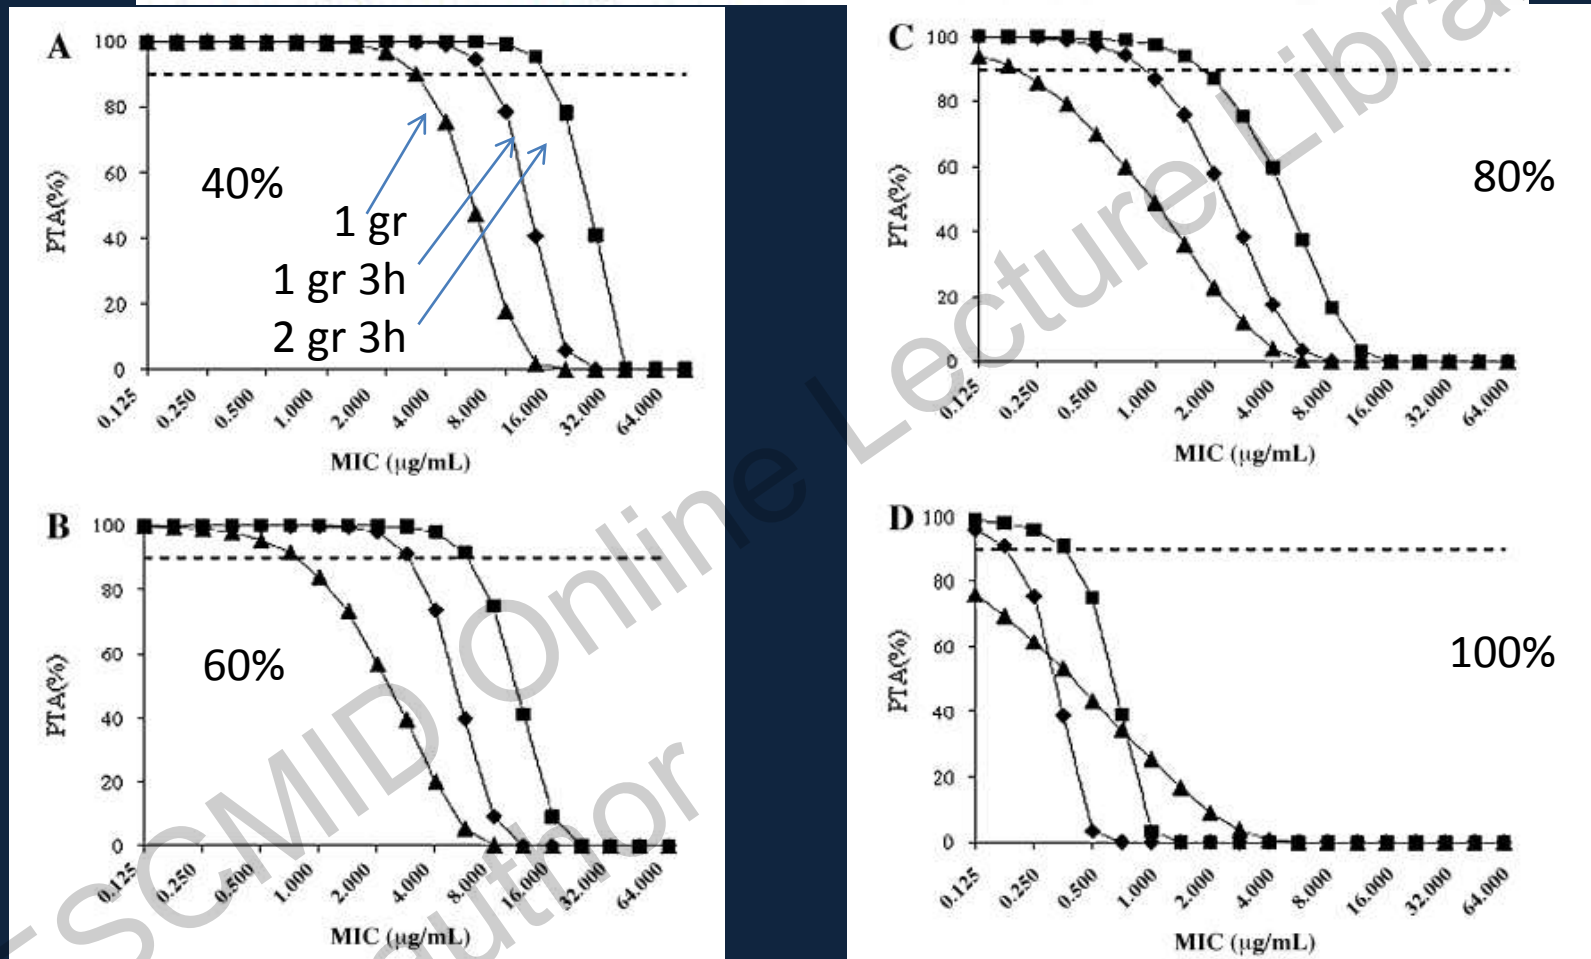 A
100
80
60
40
20
0
PTA(%)
40%
1 gr
1 gr 3h
2 gr 3h
0.125 0.250 0.500 1.000 2.000 4.000 8.000 16.000 32.000 64.000
MIC (μg/mL)
B
100
80
60
40
20
0
PTA(%)
60%
0.125 0.250 0.500 1.000 2.000 4.000 8.000 16.000 32.000 64.000
MIC (μg/mL)
C
100
80
60
40
20
0
PTA(%)
80%
0.125 0.250 0.500 1.000 2.000 4.000 8.000 16.000 32.000 64.000
MIC (μg/mL)
D
100
80
60
40
20
0
PTA(%)
100%
0.125 0.250 0.500 1.000 2.000 4.000 8.000 16.000 32.000 64.000
MIC (μg/mL)
ESCMID Online Lecture Library
author